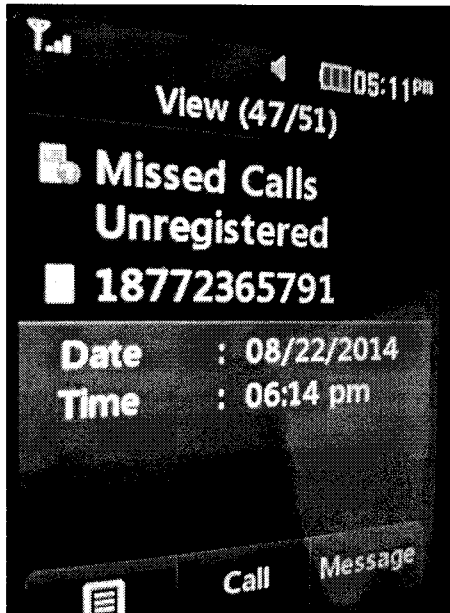 05:11pm
View (47/51)
Missed Calls
Unregistered
18772365791
Date : 08/22/2014
Time : 06:14 pm
Call Message